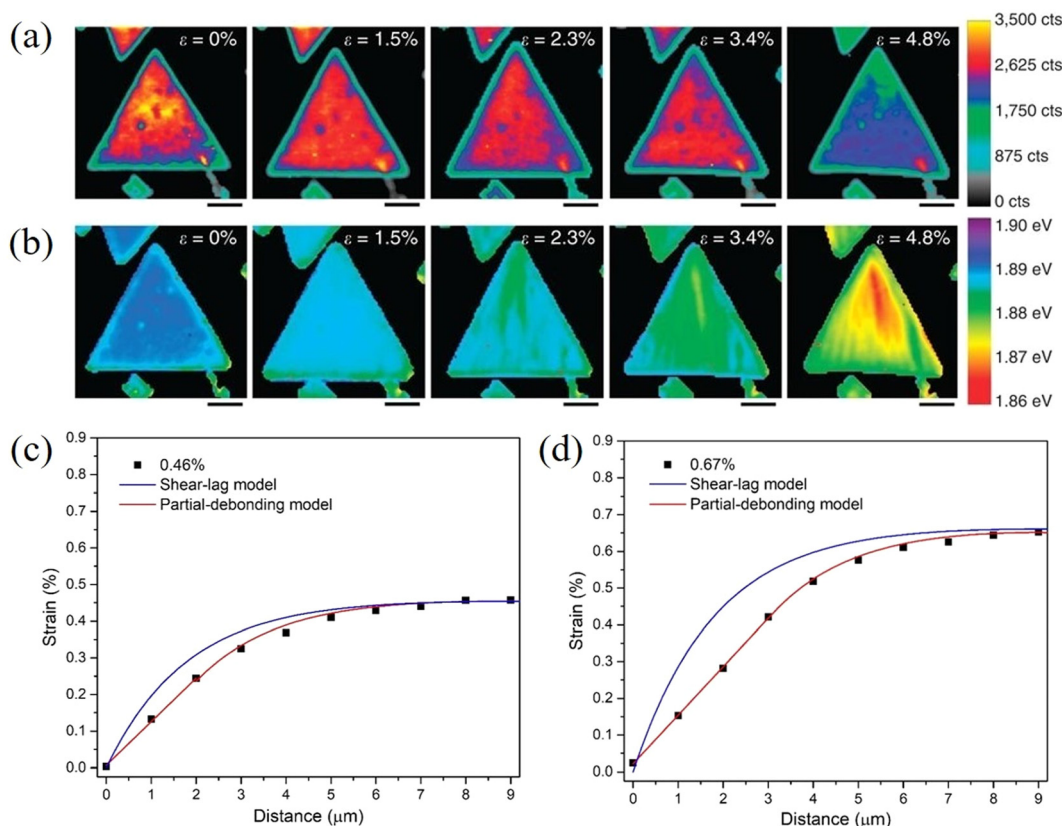 (a)
ε = 0%
ε = 1.5%
ε = 2.3%
ε = 3.4%
ε = 4.8%
3,500 cts
2,625 cts
1,750 cts
875 cts
0 cts
(b)
ε = 0%
ε = 1.5%
ε = 2.3%
ε = 3.4%
ε = 4.8%
1.90 eV
1.89 eV
1.88 eV
1.87 eV
1.86 eV
(c)
0.9
0.8
0.7
0.6
0.5
0.4
0.3
0.2
0.1
0.0
Strain (%)
0.46%
Shear-lag model
Partial-debonding model
0 1 2 3 4 5 6 7 8 9
Distance (μm)
(d)
0.9
0.8
0.7
0.6
0.5
0.4
0.3
0.2
0.1
0.0
Strain (%)
0.67%
Shear-lag model
Partial-debonding model
0 1 2 3 4 5 6 7 8 9
Distance (μm)